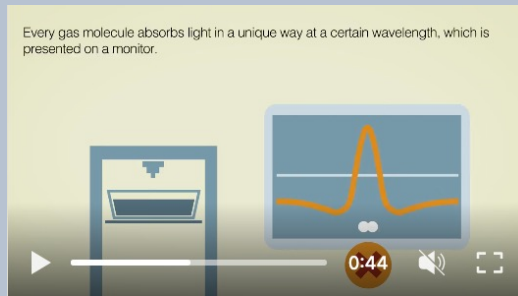 Every gas molecule absorbs light in a unique way at a certain wavelength, which is
presented on a monitor.
0:44